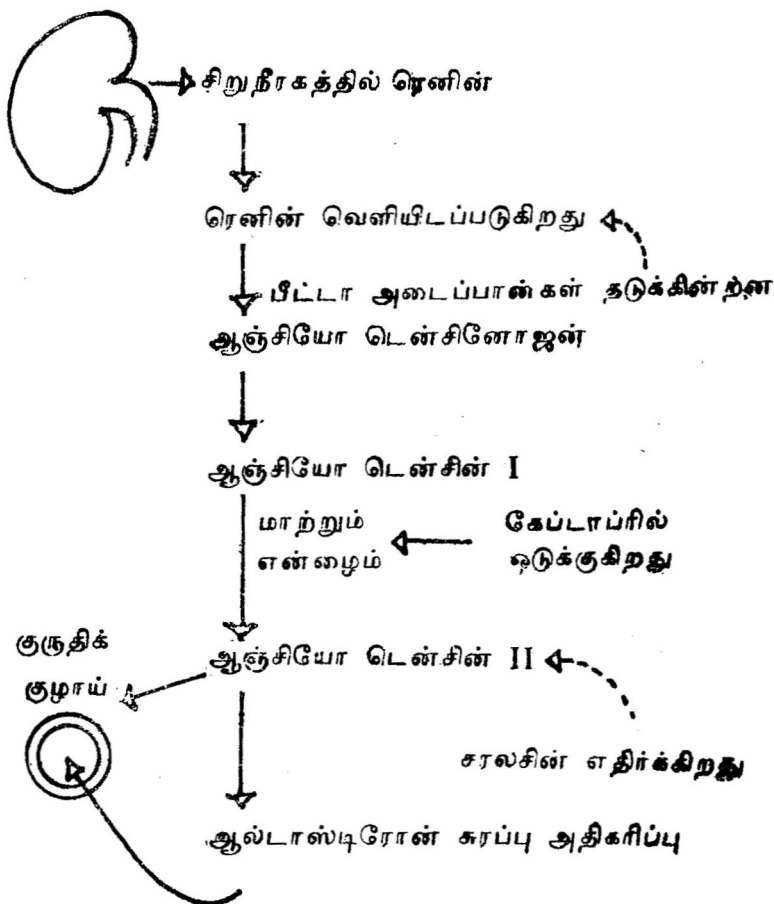 சிறுநீரகத்தில் ரெனின்
ரெனின் வெளியிடப்படுகிறது
பீட்டா அடைப்பான்கள் தடுக்கின்றன
ஆஞ்சியோ டென்சினோஜன்
ஆஞ்சியோ டென்சின் I
மாற்றும்
என்ஸைம்
கேப்டாப்ரில்
ஒடுக்குகிறது
குருதிக்
குழாய்
ஆஞ்சியோ டென்சின் II
சரலசின் எதிர்க்கிறது
ஆல்டாஸ்டிரோன் சுரப்பு அதிகரிப்பு